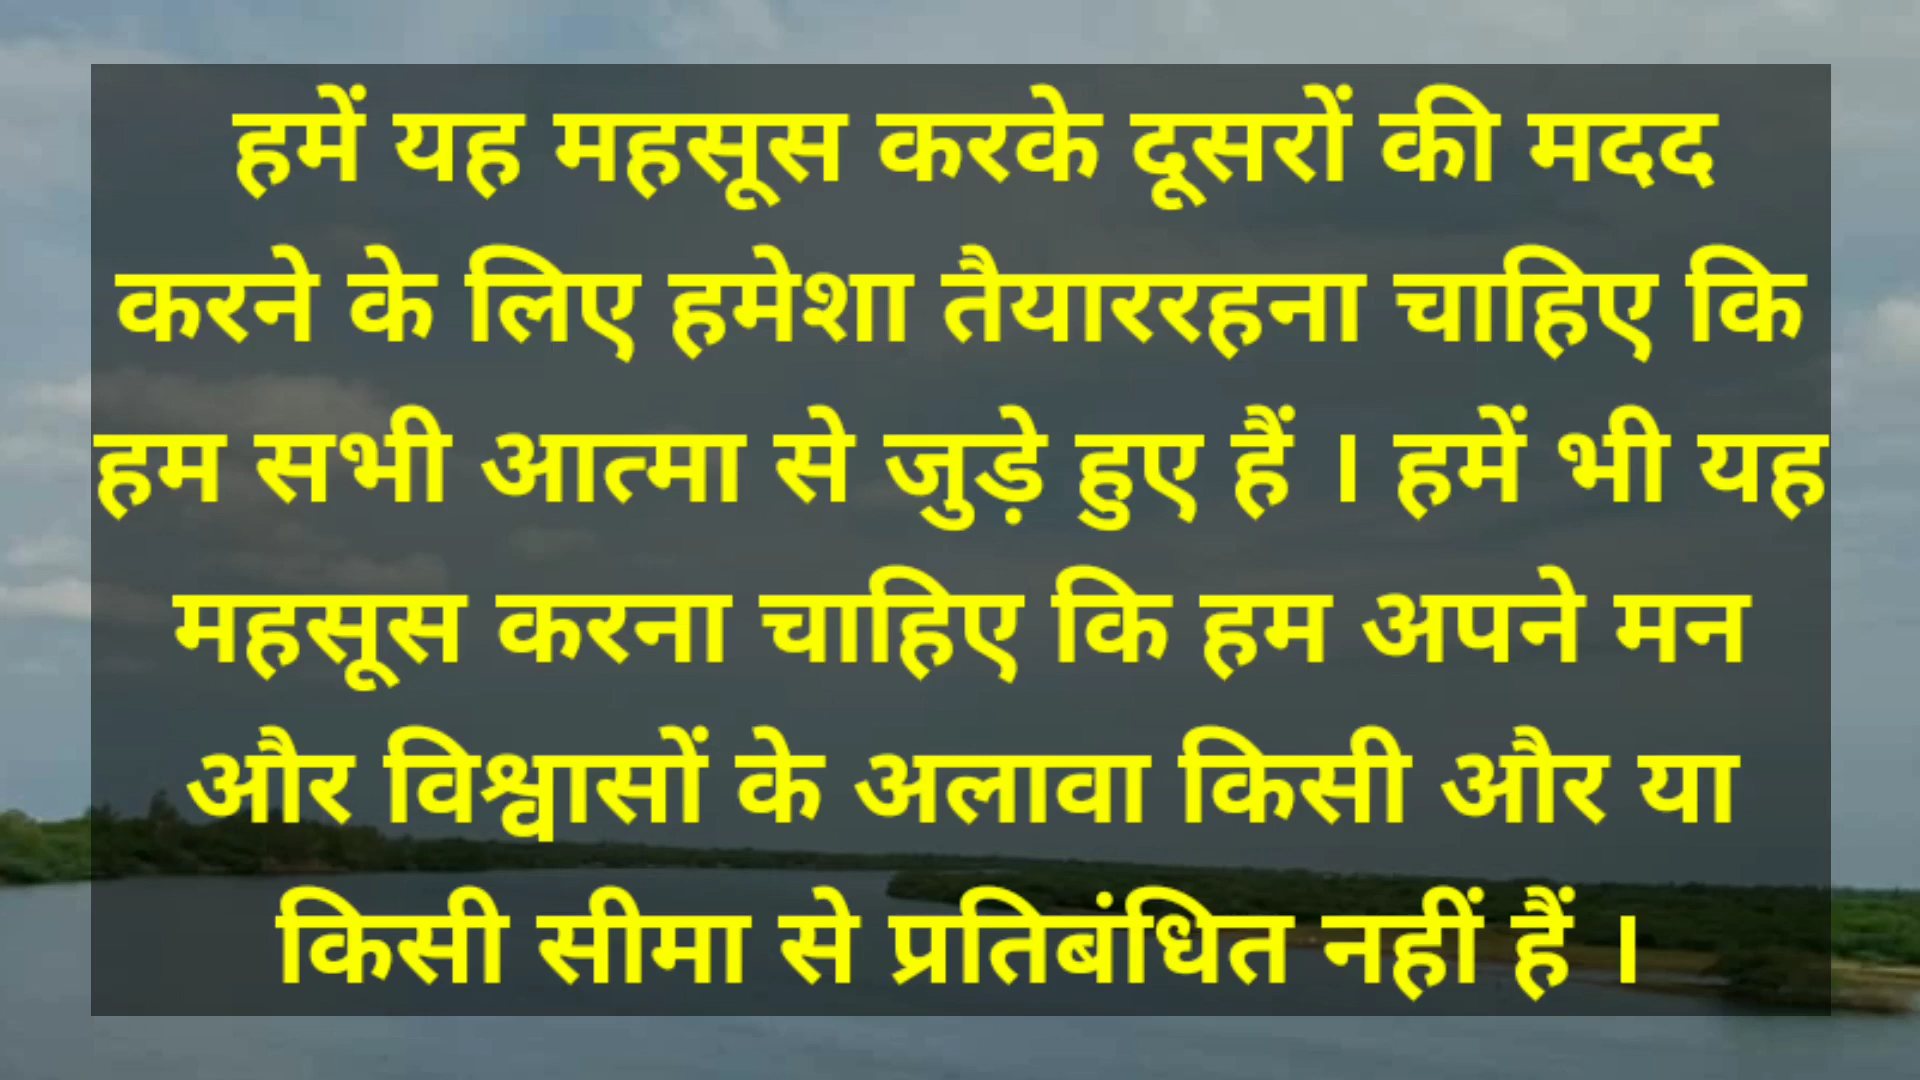 हमें यह महसूस करके दूसरों की मदद
करने के लिए हमेशा तैयाररहना चाहिए कि
हम सभी आत्मा से जुड़े हुए हैं । हमें भी यह
महसूस करना चाहिए कि हम अपने मन
और विश्वासों के अलावा किसी और या
किसी सीमा से प्रतिबंधित नहीं हैं ।